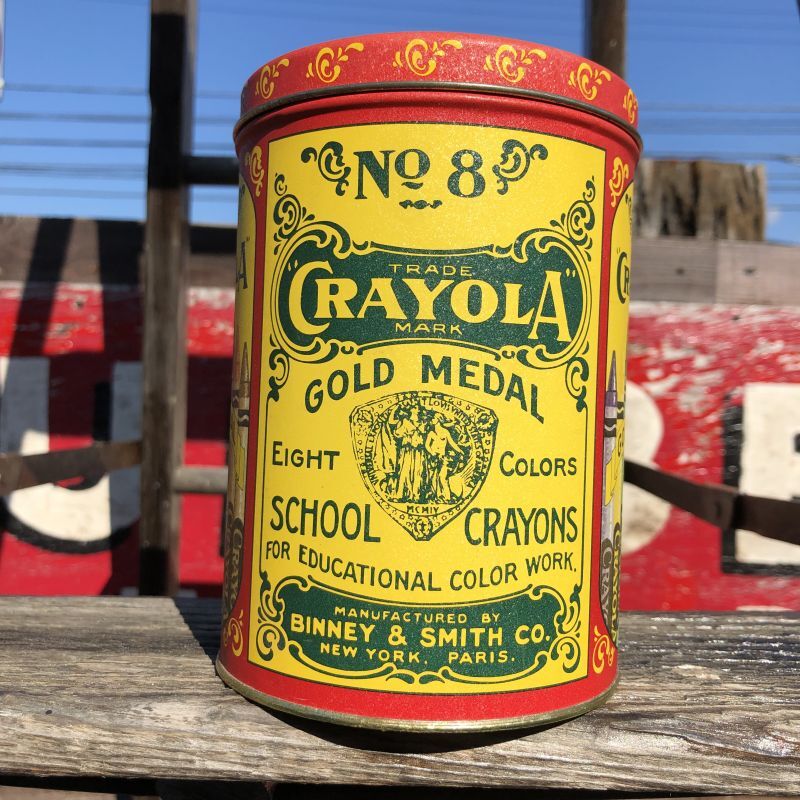 No 8
TRADE
"CRAYOLA"
MARK
GOLD MEDAL
EIGHT COLORS
MCMIV
SCHOOL CRAYONS
FOR EDUCATIONAL COLOR WORK.
MANUFACTURED BY
BINNEY & SMITH CO.
NEW YORK. PARIS.